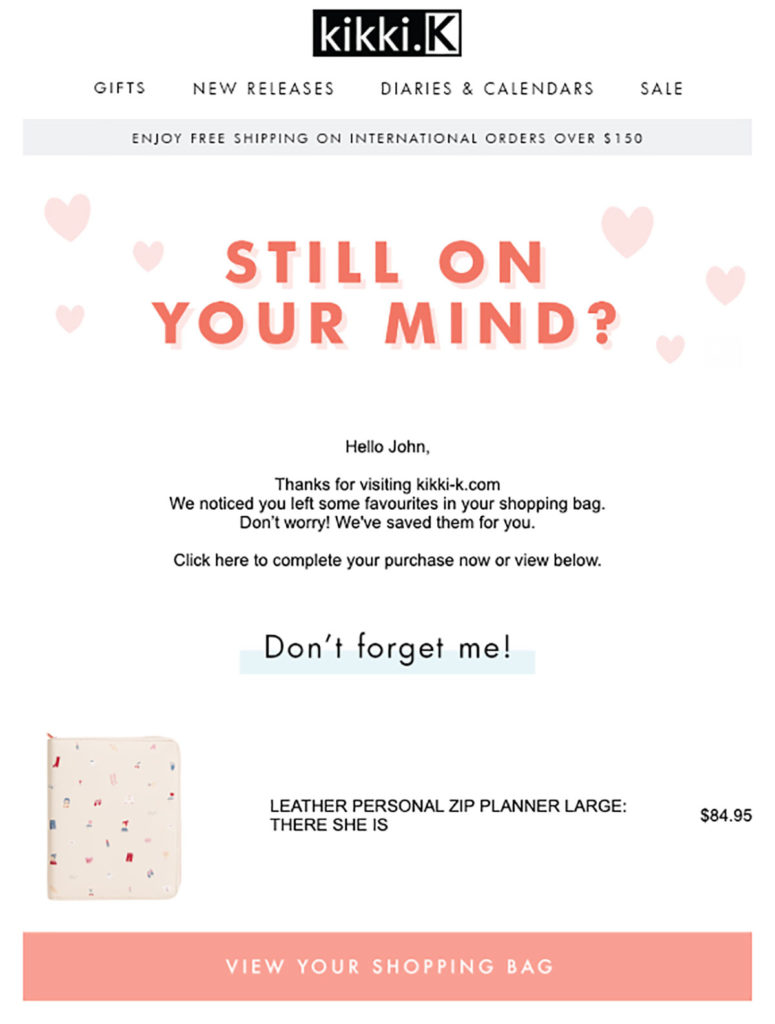 kikki.K
GIFTS NEW RELEASES DIARIES & CALENDARS SALE
ENJOY FREE SHIPPING ON INTERNATIONAL ORDERS OVER $150
STILL ON
YOUR MIND?
Hello John,
Thanks for visiting kikki-k.com
We noticed you left some favourites in your shopping bag.
Don’t worry! We've saved them for you.
Click here to complete your purchase now or view below.
Don’t forget me!
LEATHER PERSONAL ZIP PLANNER LARGE:
THERE SHE IS
$84.95
VIEW YOUR SHOPPING BAG